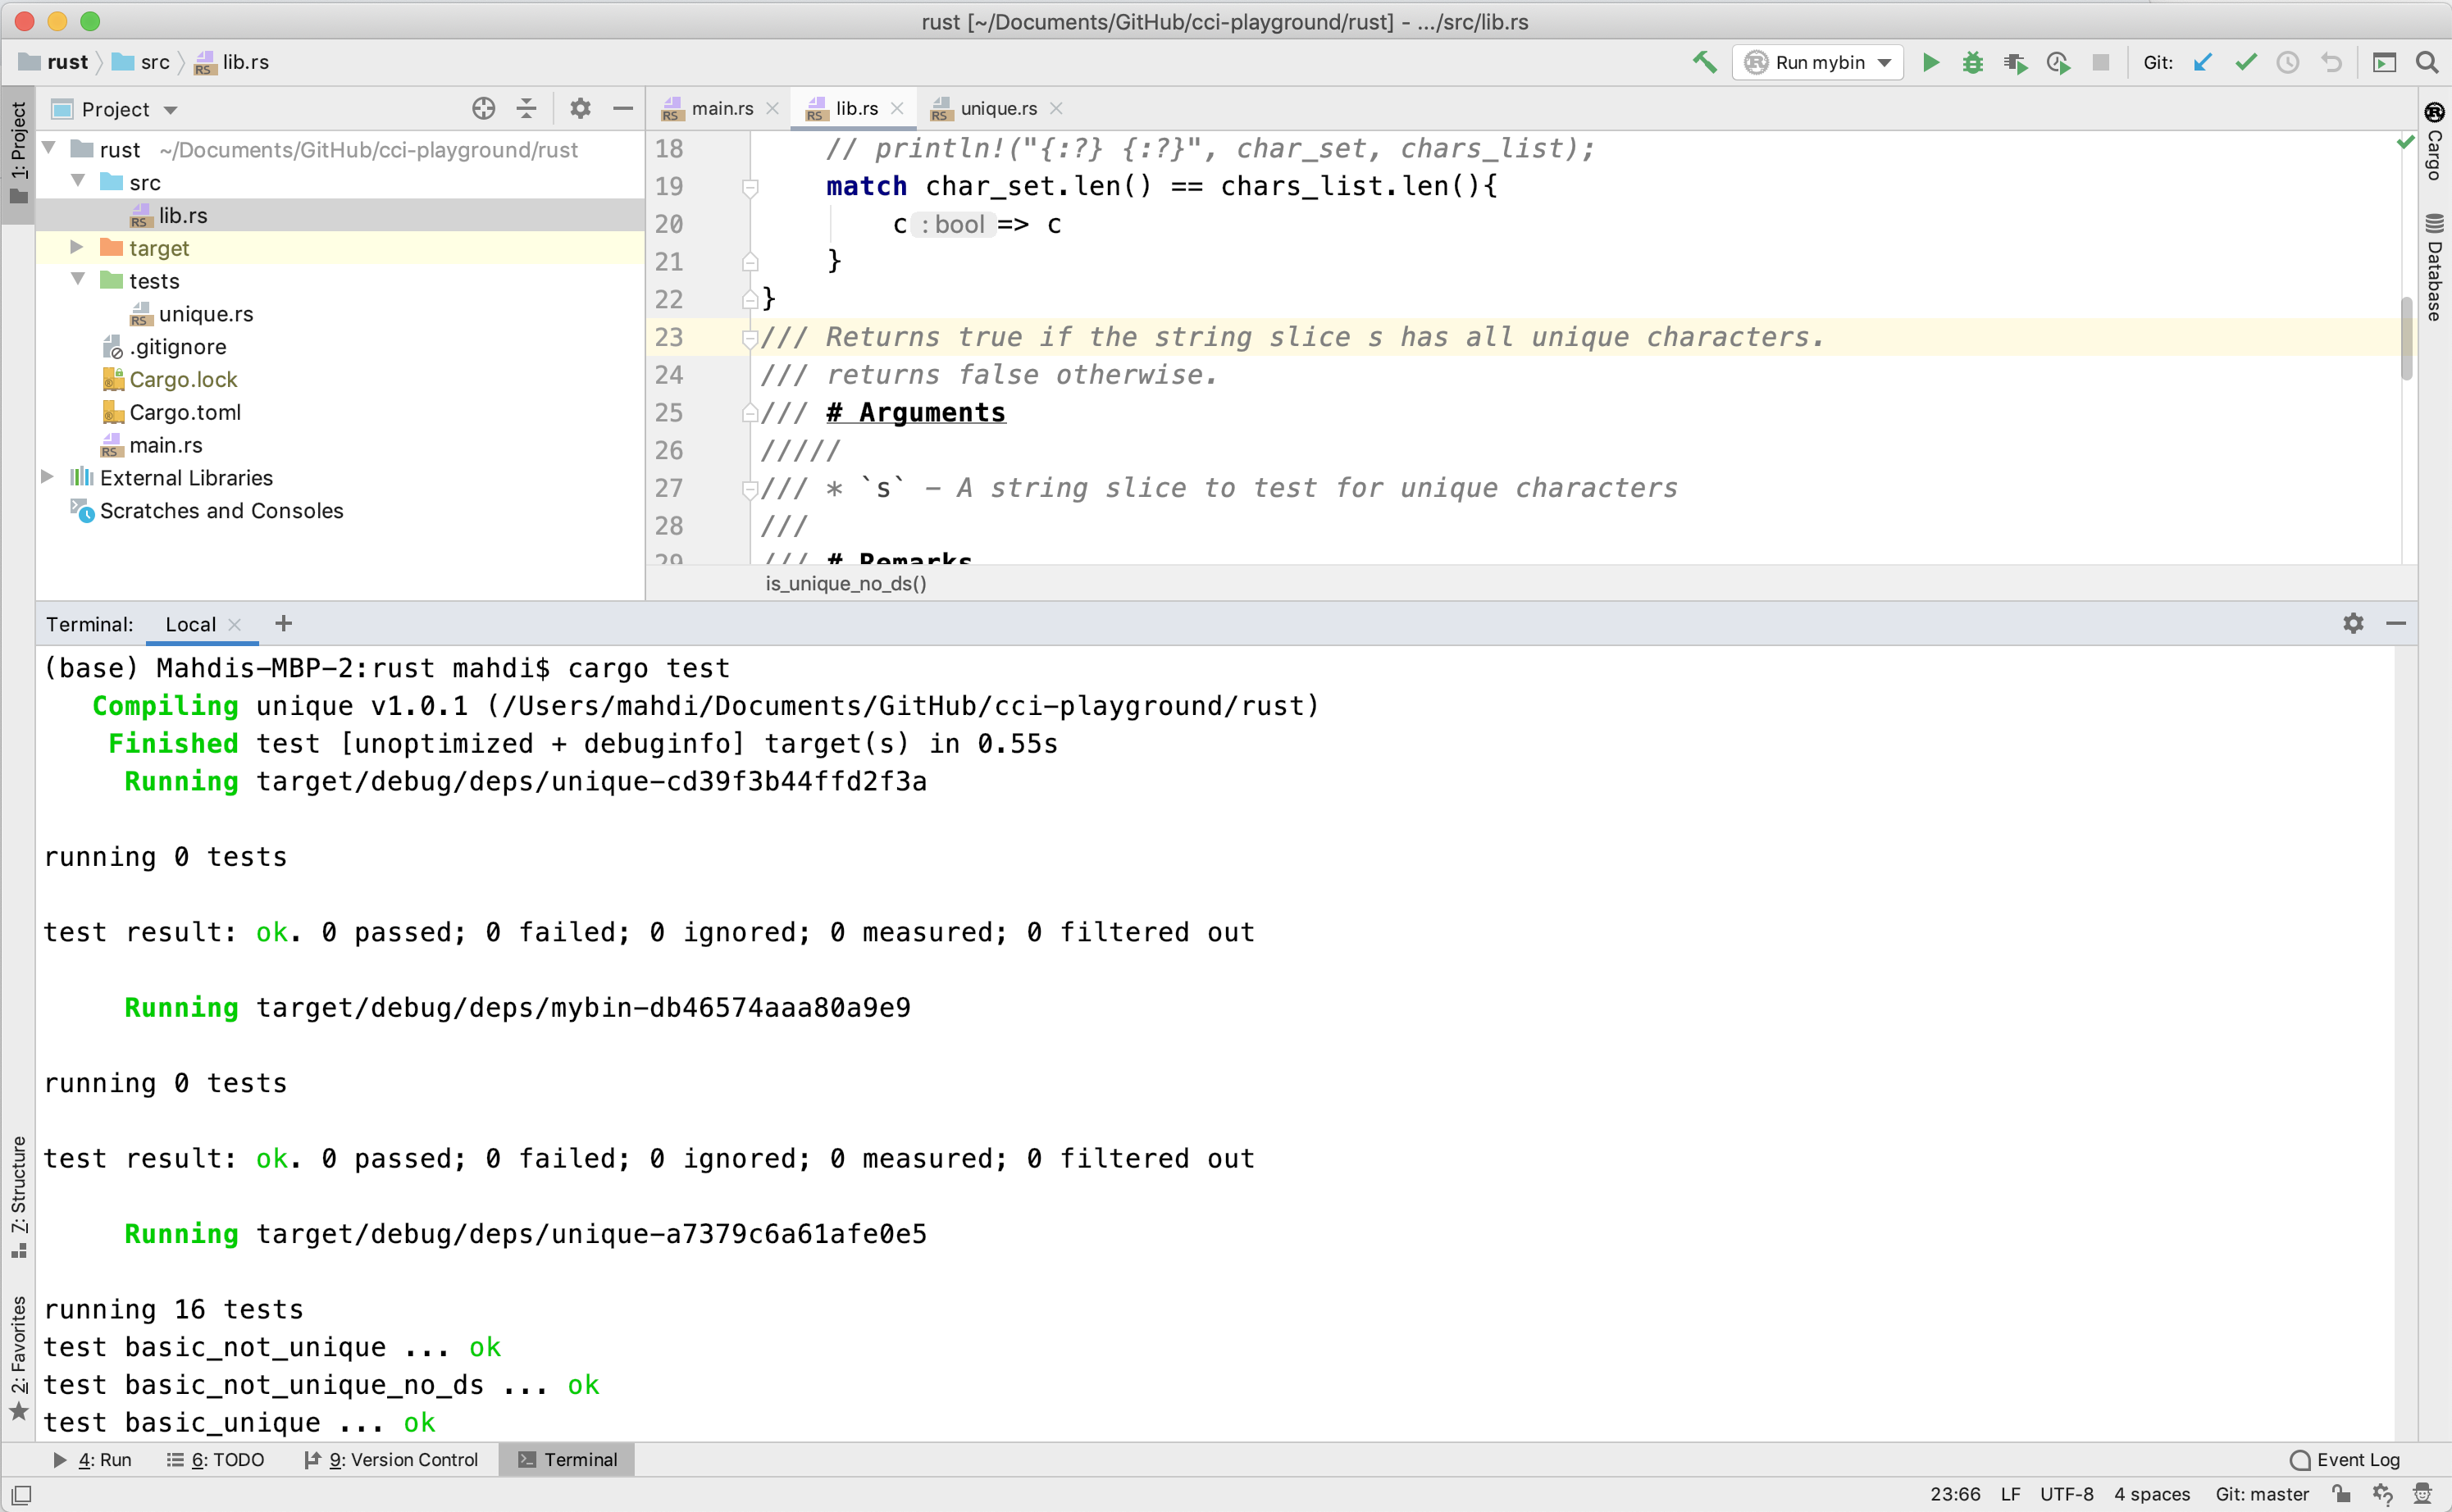 rust [~/Documents/GitHub/cci-playground/rust] - .../src/lib.rs
rust src lib.rs Run mybin Git:
1: Project
Project
rust ~/Documents/GitHub/cci-playground/rust
src
lib.rs
target
tests
unique.rs
.gitignore
Cargo.lock
Cargo.toml
main.rs
External Libraries
Scratches and Consoles
main.rs lib.rs unique.rs
18 // println!("{:?} {:?}", char_set, chars_list);
19 match char_set.len() == chars_list.len(){
20 c : bool => c
21 }
22 }
23 /// Returns true if the string slice s has all unique characters.
24 /// returns false otherwise.
25 /// # Arguments
26 /////
27 /// * `s` - A string slice to test for unique characters
28 ///
29 /// # Remarks
is_unique_no_ds()
Cargo
Database
Terminal: Local
(base) Mahdis-MBP-2:rust mahdi$ cargo test
Compiling unique v1.0.1 (/Users/mahdi/Documents/GitHub/cci-playground/rust)
Finished test [unoptimized + debuginfo] target(s) in 0.55s
Running target/debug/deps/unique-cd39f3b44ffd2f3a
running 0 tests
test result: ok. 0 passed; 0 failed; 0 ignored; 0 measured; 0 filtered out
Running target/debug/deps/mybin-db46574aaa80a9e9
running 0 tests
test result: ok. 0 passed; 0 failed; 0 ignored; 0 measured; 0 filtered out
Running target/debug/deps/unique-a7379c6a61afe0e5
running 16 tests
test basic_not_unique ... ok
test basic_not_unique_no_ds ... ok
test basic_unique ... ok
7: Structure
2: Favorites
4: Run 6: TODO 9: Version Control Terminal Event Log
23:66 LF UTF-8 4 spaces Git: master